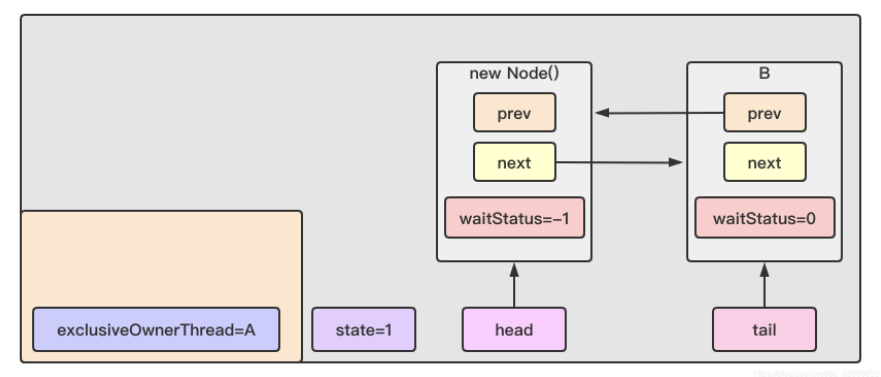 new Node()
B
prev
prev
next
next
waitStatus=-1
waitStatus=0
exclusiveOwnerThread=A
state=1
head
tail